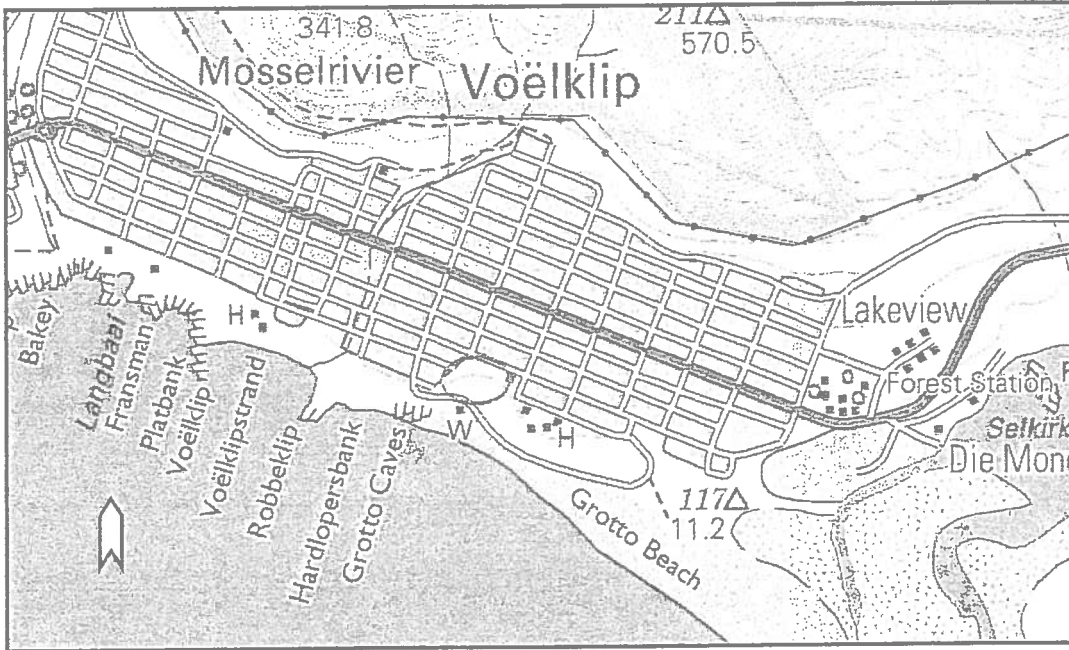 341.8
211
570.5
Mosselrivier
Voëlklip
Lakeview
Forest Station
Selkirk
Die Mond
H
W
H
Bakey
Landbaai
Fransman
Platbank
Voëlklip
Voëlklipstrand
Robbeklip
Hardlopersbank
Grotto Caves
Grotto Beach
117
11.2